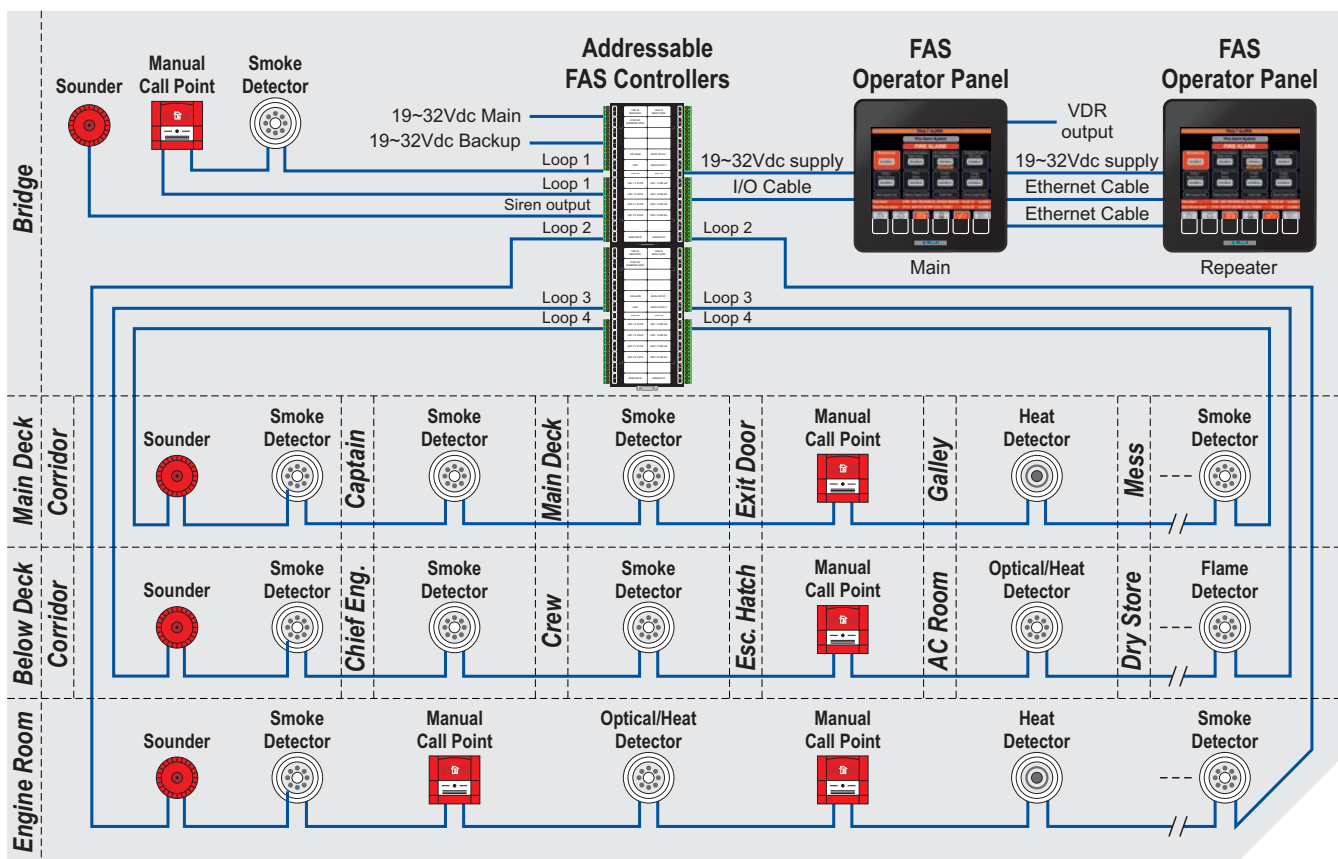 Addressable
FAS Controllers
FAS
Operator Panel
FAS
Operator Panel
Sounder
Manual
Call Point
Smoke
Detector
19~32Vdc Main
19~32Vdc Backup
Loop 1
Loop 1
Siren output
Loop 2
Loop 3
Loop 4
Loop 2
Loop 3
Loop 4
19~32Vdc supply
I/O Cable
VDR
output
19~32Vdc supply
Ethernet Cable
Ethernet Cable
FIRE ALARM
FIRE ALARM
Main
Repeater
Bridge
Main Deck
Corridor
Sounder
Smoke
Detector
Captain
Smoke
Detector
Main Deck
Smoke
Detector
Exit Door
Manual
Call Point
Galley
Heat
Detector
Mess
Smoke
Detector
Below Deck
Corridor
Sounder
Smoke
Detector
Chief Eng.
Smoke
Detector
Crew
Smoke
Detector
Esc. Hatch
Manual
Call Point
AC Room
Optical/Heat
Detector
Dry Store
Flame
Detector
Engine Room
Sounder
Smoke
Detector
Manual
Call Point
Optical/Heat
Detector
Manual
Call Point
Heat
Detector
Smoke
Detector